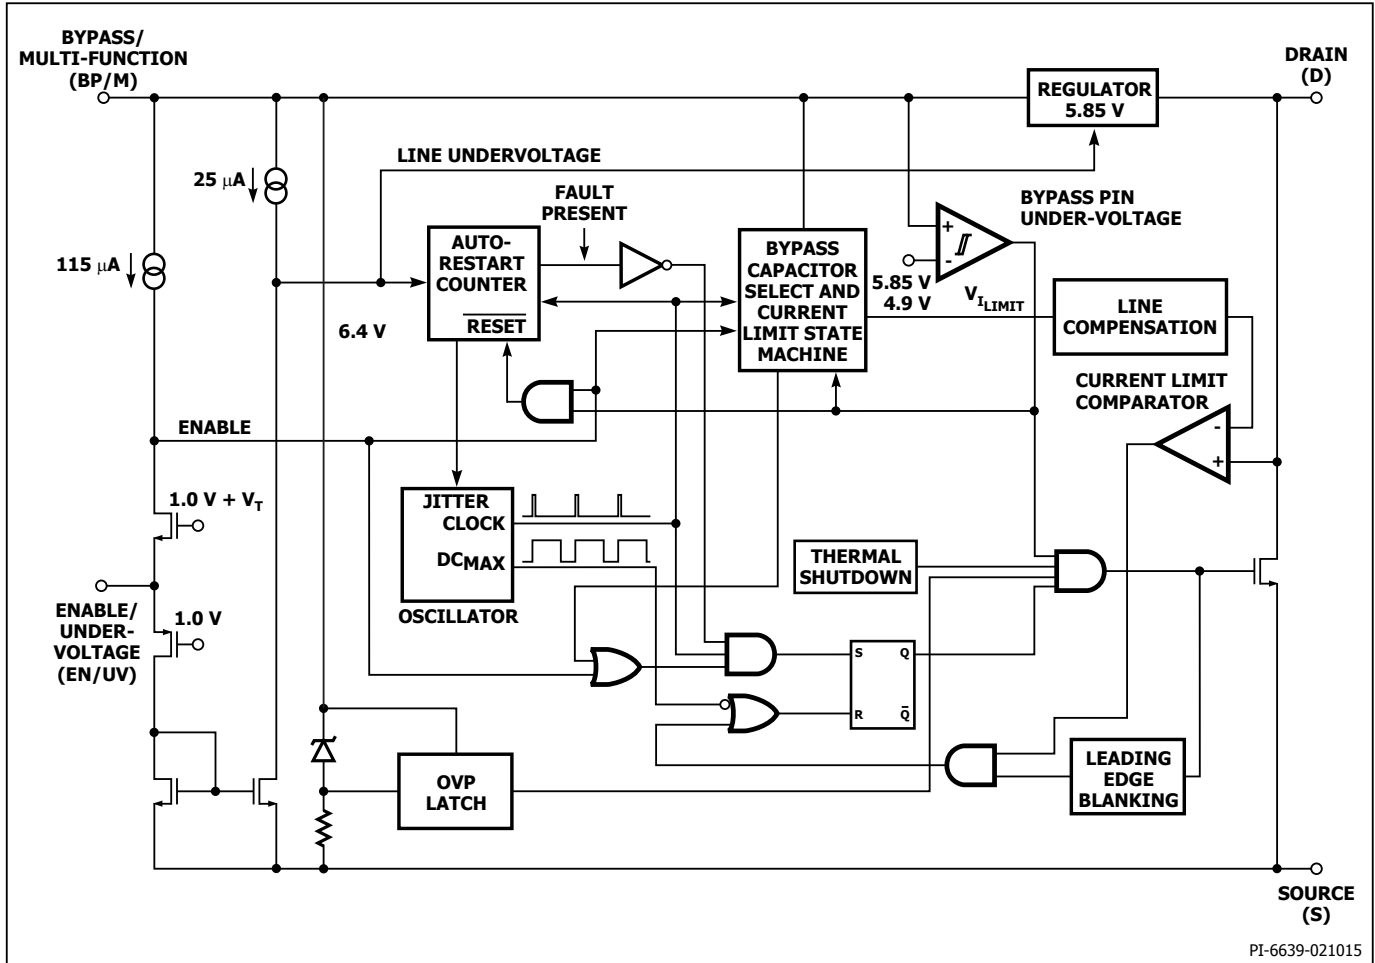 BYPASS/
MULTI-FUNCTION
(BP/M)
DRAIN
(D)
REGULATOR
5.85 V
LINE UNDERVOLTAGE
25 μA
FAULT
PRESENT
BYPASS PIN
UNDER-VOLTAGE
AUTO-
RESTART
COUNTER
RESET
BYPASS
CAPACITOR
SELECT AND
CURRENT
LIMIT STATE
MACHINE
+
-
115 μA
5.85 V
4.9 V
VILIMIT
LINE
COMPENSATION
6.4 V
CURRENT LIMIT
COMPARATOR
-
+
ENABLE
1.0 V + VT
JITTER
CLOCK
DCMAX
OSCILLATOR
THERMAL
SHUTDOWN
ENABLE/
UNDER-
VOLTAGE
(EN/UV)
1.0 V
S Q
R Q̅
OVP
LATCH
LEADING
EDGE
BLANKING
SOURCE
(S)
PI-6639-021015